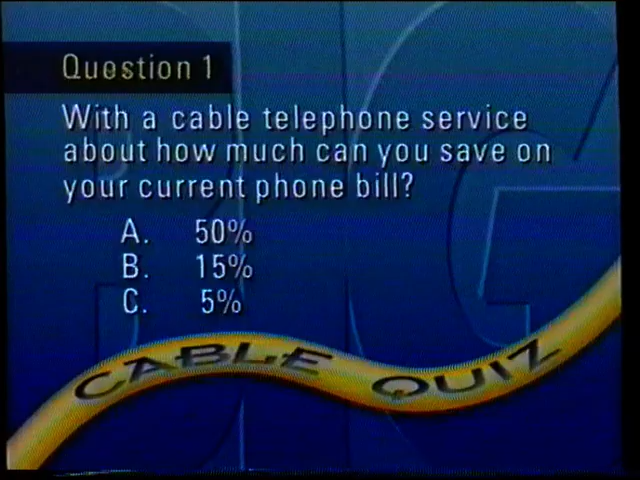 Question 1
With a cable telephone service
about how much can you save on
your current phone bill?
A. 50%
B. 15%
C. 5%
CABLE QUIZ